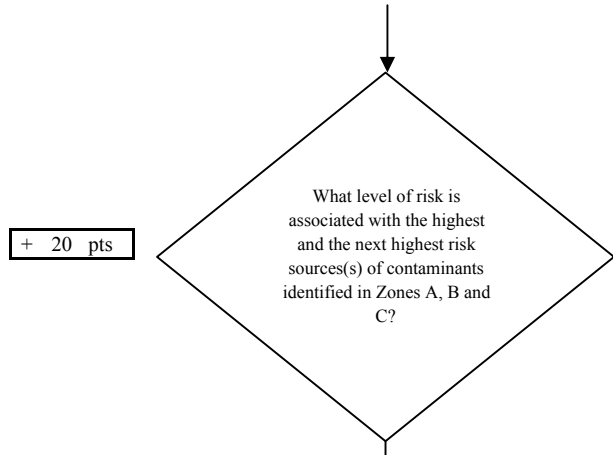 What level of risk is
associated with the highest
and the next highest risk
sources(s) of contaminants
identified in Zones A, B and
C?
+ 20 pts